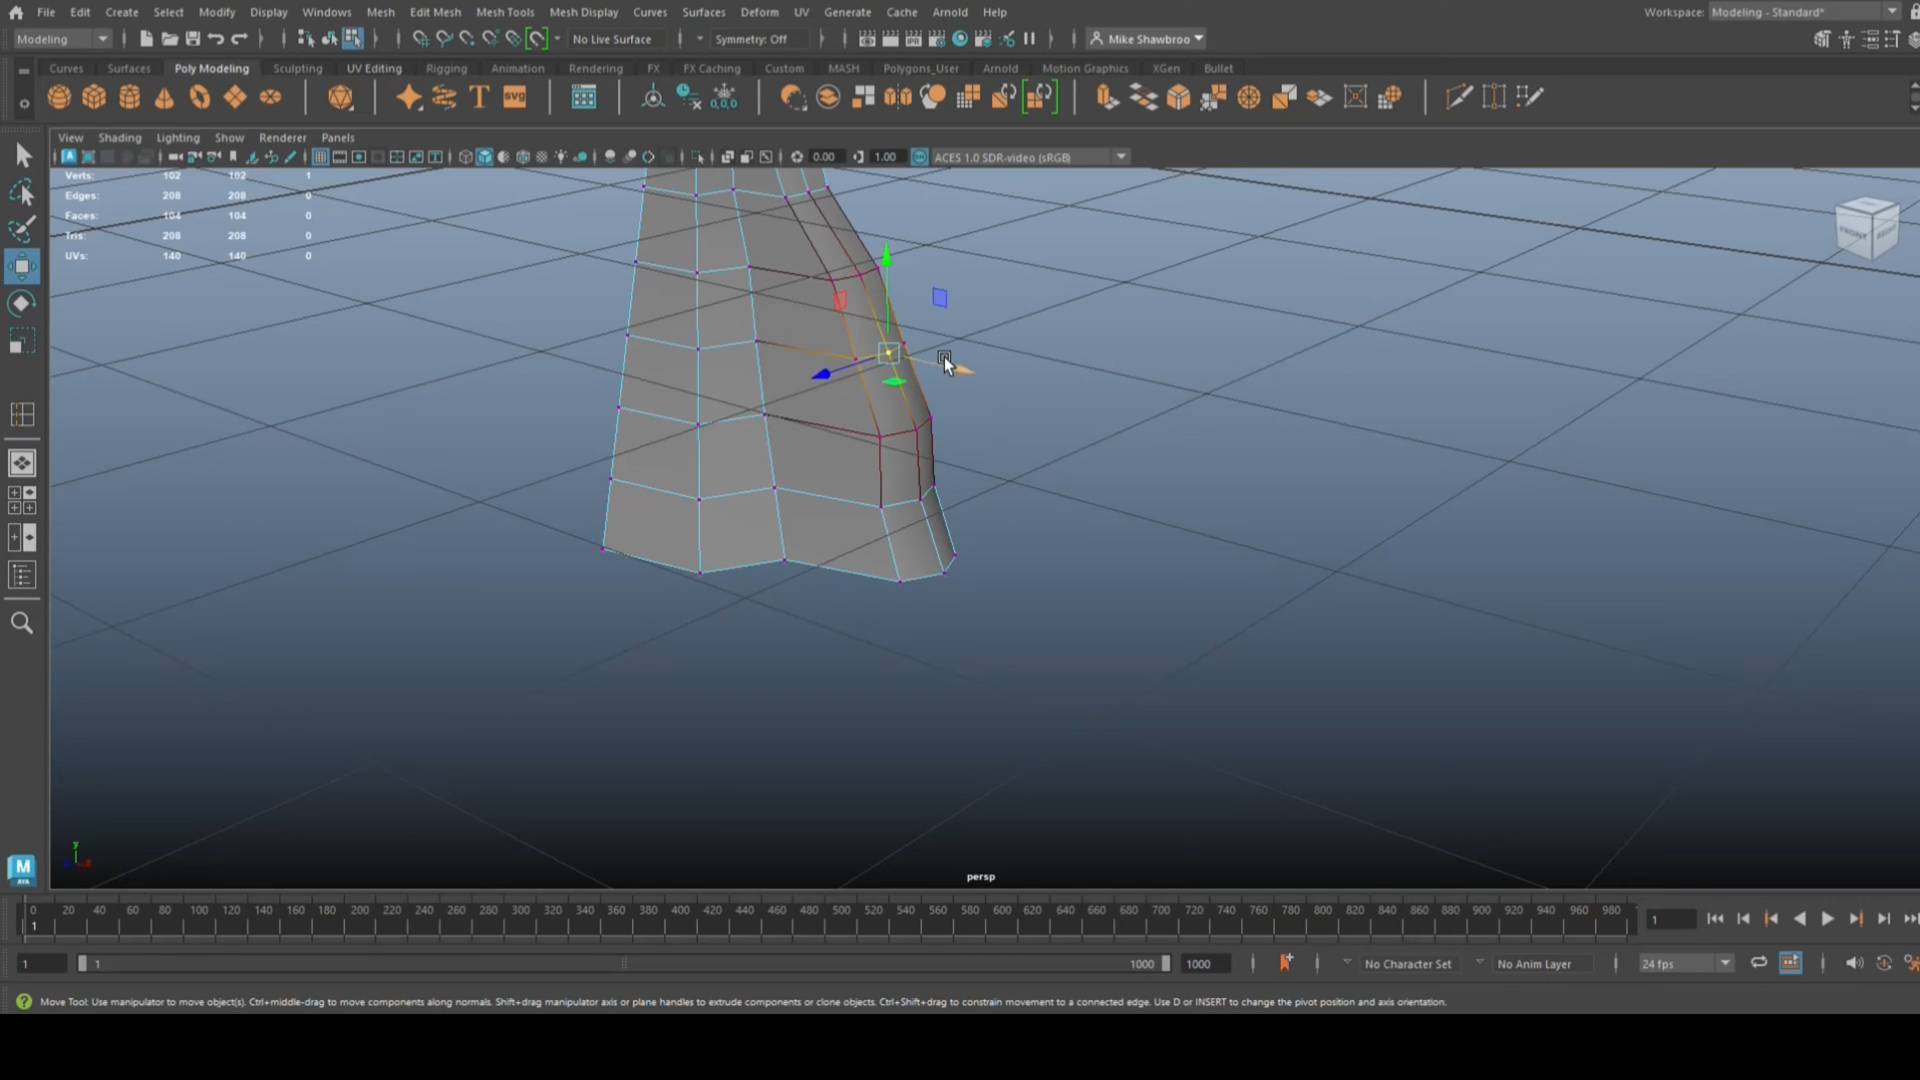 File Edit Create Select Modify Display Windows Mesh Edit Mesh Mesh Tools Mesh Display Curves Surfaces Deform UV Generate Cache Arnold Help Workspace: Modeling - Standard*
Modeling No Live Surface Symmetry: Off Mike Shawbroo
Curves Surfaces Poly Modeling Sculpting UV Editing Rigging Animation Rendering FX FX Caching Custom MASH Polygons_User Arnold Motion Graphics XGen Bullet
T SVG 0,0,0
View Shading Lighting Show Renderer Panels
0.00 1.00 ACES 1.0 SDR-video (sRGB)
Verts: 102 102 1
Edges: 208 208 0
Faces: 104 104 0
Tris: 208 208 0
UVs: 140 140 0
FRONT
y
M
persp
0 20 40 60 80 100 120 140 160 180 200 220 240 260 280 300 320 340 360 380 400 420 440 460 480 500 520 540 560 580 600 620 640 660 680 700 720 740 760 780 800 820 840 860 880 900 920 940 960 980
1 1
1 1 1000 1000 No Character Set No Anim Layer 24 fps
Move Tool: Use manipulator to move object(s). Ctrl+middle-drag to move components along normals. Shift+drag manipulator axis or plane handles to extrude components or clone objects. Ctrl+Shift+drag to constrain movement to a connected edge. Use D or INSERT to change the pivot position and axis orientation.